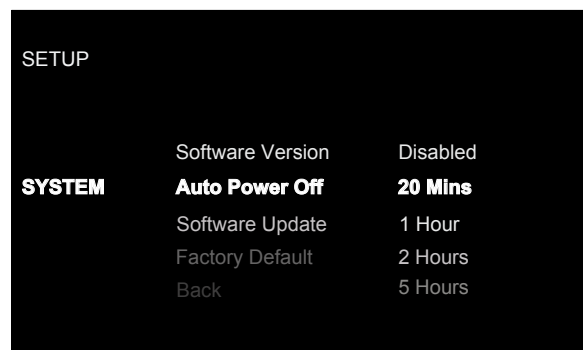 SETUP
Software Version Disabled
SYSTEM Auto Power Off 20 Mins
Software Update 1 Hour
Factory Default 2 Hours
Back 5 Hours